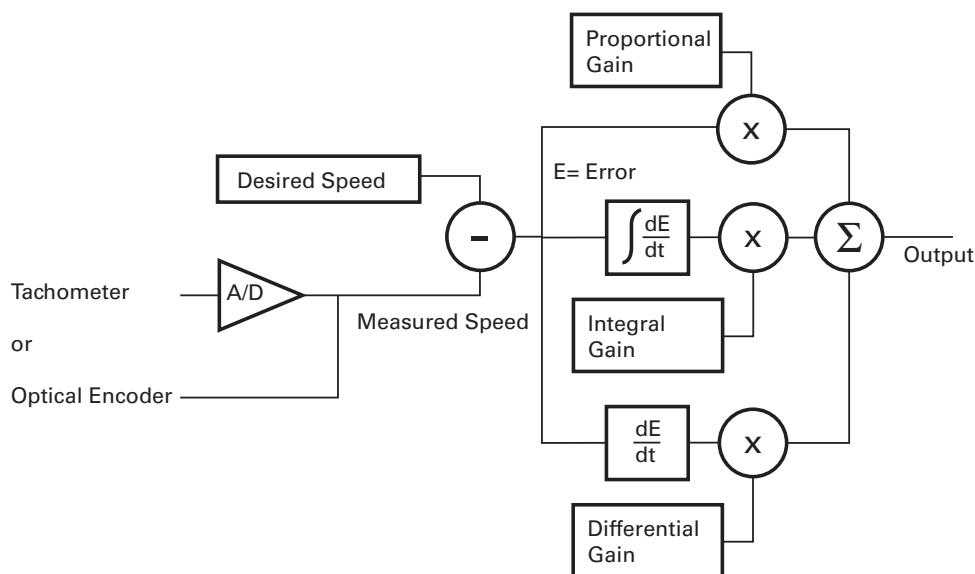 Proportional
Gain
x
Desired Speed
E= Error
-
∫ dE
dt
x
Σ
Output
Tachometer
A/D
Measured Speed
or
Integral
Gain
Optical Encoder
dE
dt
x
Differential
Gain